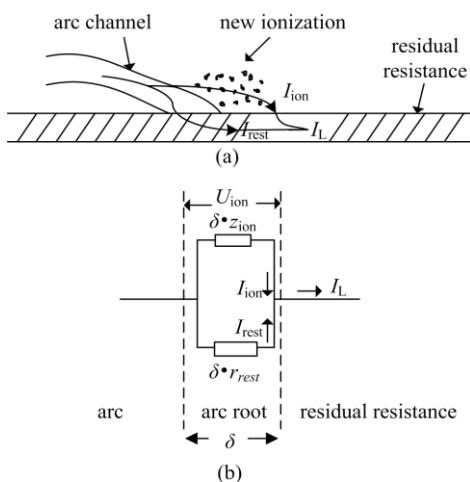 arc channel
new ionization
residual
resistance
I_ion
I_rest
I_L
(a)
U_ion
δ•z_ion
I_ion
I_L
I_rest
δ•r_rest
arc
arc root
residual resistance
δ
(b)